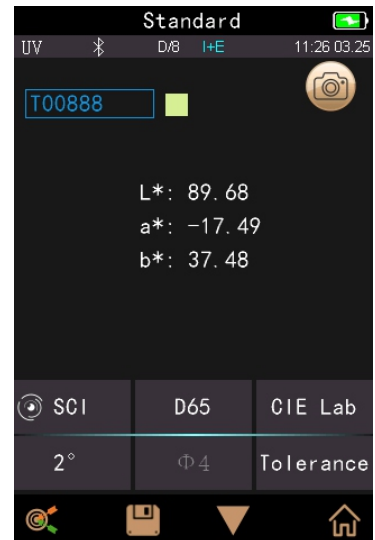 Standard
UV D/8 I+E 11:26 03.25
T00888
L*: 89.68
a*: -17.49
b*: 37.48
SCI D65 CIE Lab
2° Φ4 Tolerance